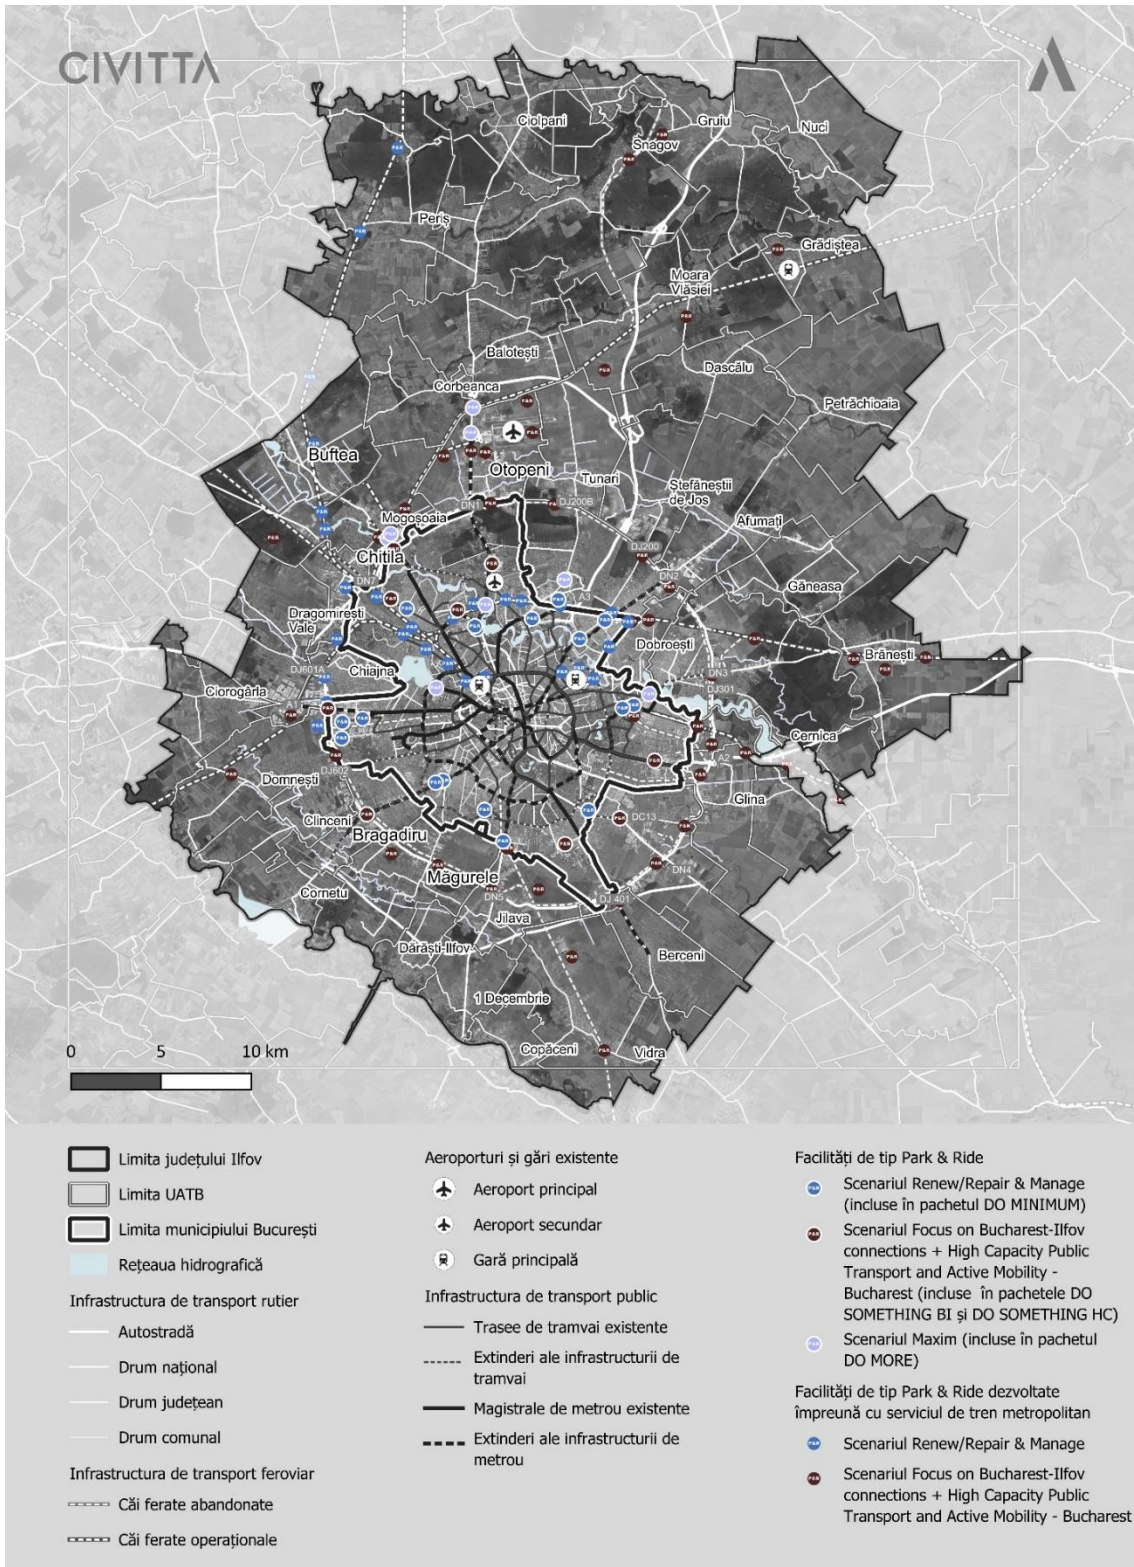 CIVITTA
Ciolpani
Gruiu
Nuci
Snagov
P&R
Periș
Grădiștea
Moara
Vlăsiei
Balotești
Dascălu
Corbeanca
Petrăchioaia
Buftea
Otopeni
Tunari
Ștefăneștii
de Jos
DN1
DJ200B
Mogoșoaia
Afumați
Chitila
DJ200
DN2
DN7
A3
Găneasa
Dragomirești
Vale
Dobroești
Brănești
DJ601A
Chiajna
DN3
DJ301
Ciorogârla
Cernica
DJ602
A2
Domnești
Glina
Clinceni
DC13
Bragadiru
Măgurele
DN4
Cornetu
DN5
DJ 401
Jilava
Dărăști-Ilfov
Berceni
1 Decembrie
Copăceni
Vidra
0 5 10 km
Limita județului Ilfov
Limita UATB
Limita municipiului București
Rețeaua hidrografică
Infrastructura de transport rutier
Autostradă
Drum național
Drum județean
Drum comunal
Infrastructura de transport feroviar
Căi ferate abandonate
Căi ferate operaționale
Aeroporturi și gări existente
Aeroport principal
Aeroport secundar
Gară principală
Infrastructura de transport public
Trasee de tramvai existente
Extinderi ale infrastructurii de
tramvai
Magistrale de metrou existente
Extinderi ale infrastructurii de
metrou
Facilități de tip Park & Ride
Scenariul Renew/Repair & Manage
(incluse în pachetul DO MINIMUM)
Scenariul Focus on Bucharest-Ilfov
connections + High Capacity Public
Transport and Active Mobility -
Bucharest (incluse în pachetele DO
SOMETHING BI și DO SOMETHING HC)
Scenariul Maxim (incluse în pachetul
DO MORE)
Facilități de tip Park & Ride dezvoltate
împreună cu serviciul de tren metropolitan
Scenariul Renew/Repair & Manage
Scenariul Focus on Bucharest-Ilfov
connections + High Capacity Public
Transport and Active Mobility - Bucharest